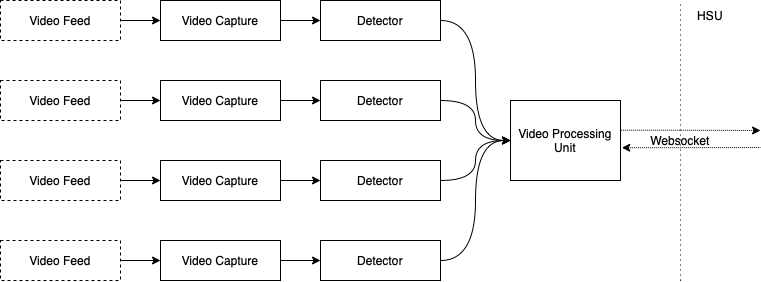 HSU
Video Feed
Video Capture
Detector
Video Feed
Video Capture
Detector
Video Processing
Unit
Websocket
Video Feed
Video Capture
Detector
Video Feed
Video Capture
Detector